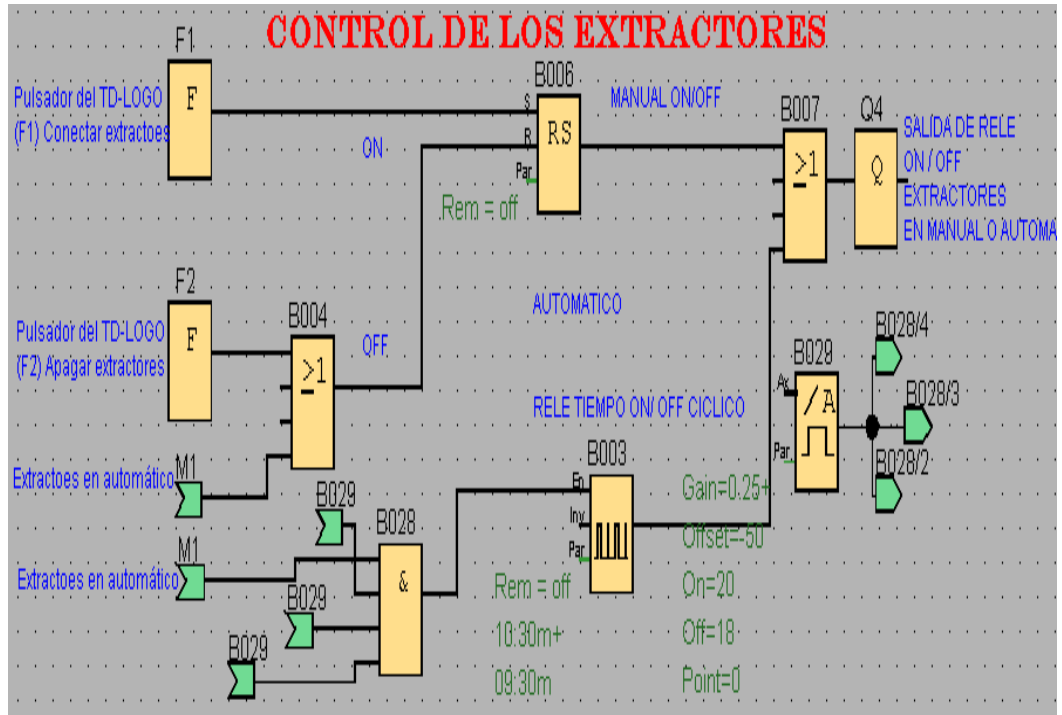 CONTROL DE LOS EXTRACTORES
F1
F
Pulsador del TD-LOGO
(F1) Conectar extractoes
ON
B006
S
R
Par
RS
Rem = off
MANUAL ON/OFF
B007
>1
Q4
Q
SALIDA DE RELE
ON / OFF
EXTRACTORES
EN MANUAL O AUTOMA
F2
F
Pulsador del TD-LOGO
(F2) Apagar extractores
B004
>1
OFF
AUTOMATICO
B029
Ax
Par
/A
B028/4
B028/3
B028/2
RELE TIEMPO ON/ OFF CICLICO
Extractoes en automático
M1
B003
En
Inv
Par
Rem = off
10:30m+
09:30m
Gain=0.25+
Offset=-50
On=20
Off=18
Point=0
Extractoes en automático
M1
B029
B028
&
B029
B029